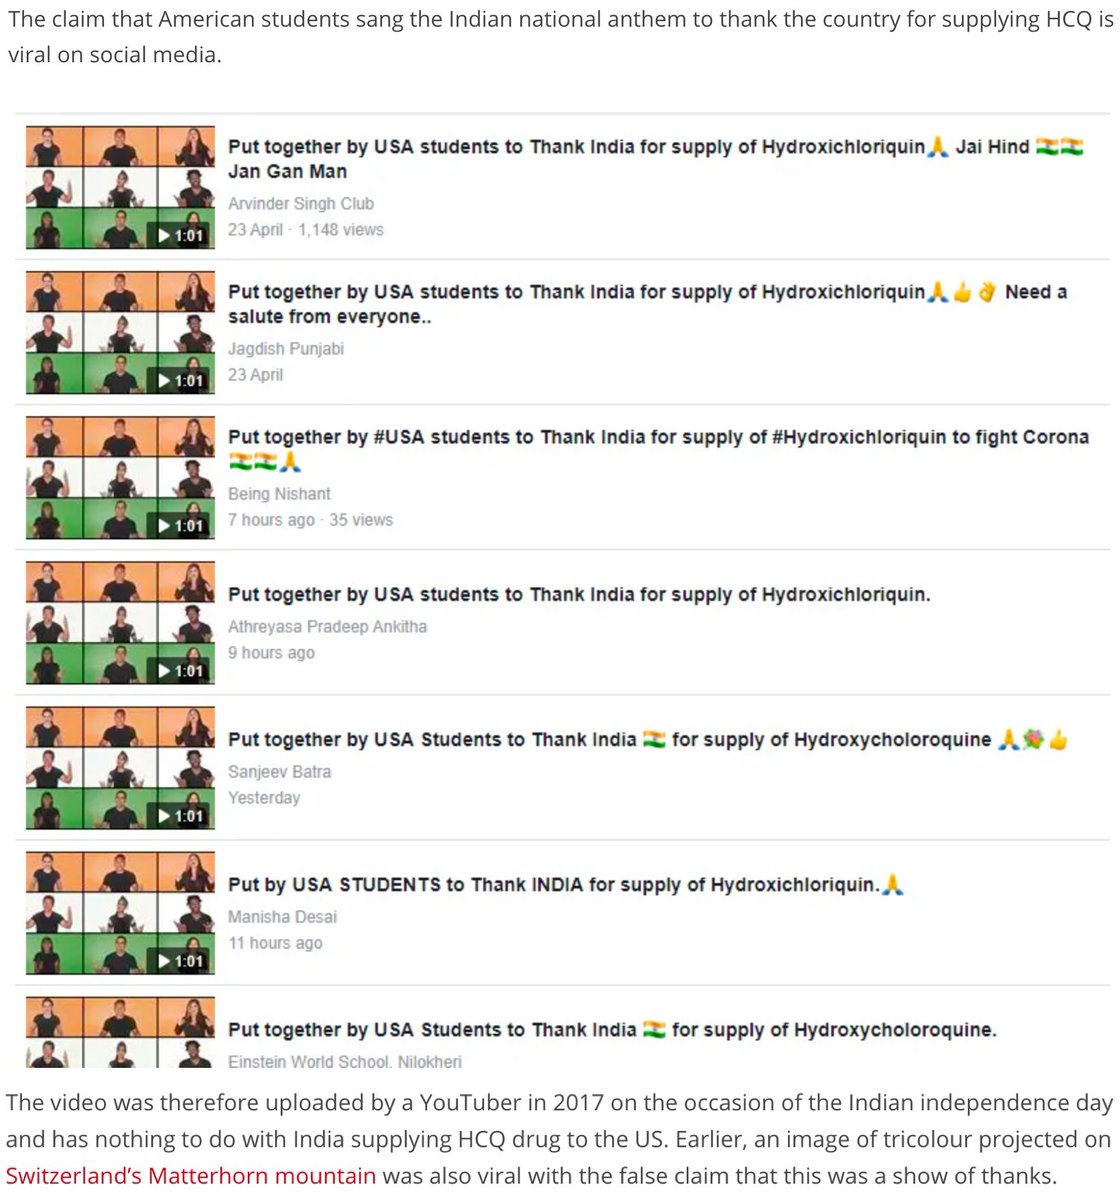 The claim that American students sang the Indian national anthem to thank the country for supplying HCQ is
viral on social media.
Put together by USA students to Thank India for supply of Hydroxichloriquin🙏 Jai Hind 🇮🇳🇮🇳
Jan Gan Man
Arvinder Singh Club
23 April · 1,148 views
1:01
Put together by USA students to Thank India for supply of Hydroxichloriquin🙏👍👌 Need a
salute from everyone..
Jagdish Punjabi
23 April
1:01
Put together by #USA students to Thank India for supply of #Hydroxichloriquin to fight Corona
🇮🇳🇮🇳🙏
Being Nishant
7 hours ago · 35 views
1:01
Put together by USA students to Thank India for supply of Hydroxichloriquin.
Athreyasa Pradeep Ankitha
9 hours ago
1:01
Put together by USA Students to Thank India 🇮🇳 for supply of Hydroxycholoroquine 🙏💐👍
Sanjeev Batra
Yesterday
1:01
Put by USA STUDENTS to Thank INDIA for supply of Hydroxichloriquin.🙏
Manisha Desai
11 hours ago
1:01
Put together by USA Students to Thank India 🇮🇳 for supply of Hydroxycholoroquine.
Einstein World School, Nilokheri
The video was therefore uploaded by a YouTuber in 2017 on the occasion of the Indian independence day
and has nothing to do with India supplying HCQ drug to the US. Earlier, an image of tricolour projected on
Switzerland's Matterhorn mountain was also viral with the false claim that this was a show of thanks.